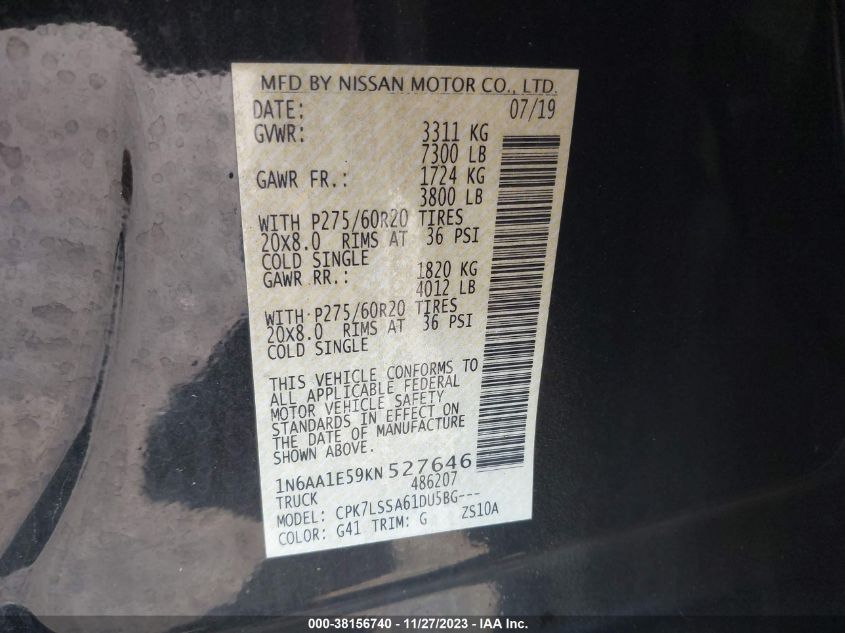 MFD BY NISSAN MOTOR CO., LTD.
DATE: 07/19
GVWR: 3311 KG
7300 LB
GAWR FR.: 1724 KG
3800 LB
WITH P275/60R20 TIRES
20X8.0 RIMS AT 36 PSI
COLD SINGLE
GAWR RR.: 1820 KG
4012 LB
WITH P275/60R20 TIRES
20X8.0 RIMS AT 36 PSI
COLD SINGLE
THIS VEHICLE CONFORMS TO
ALL APPLICABLE FEDERAL
MOTOR VEHICLE SAFETY
STANDARDS IN EFFECT ON
THE DATE OF MANUFACTURE
SHOWN ABOVE.
1N6AA1E59KN527646
TRUCK 486207
MODEL: CPK7LSSA61DU5BG---
COLOR: G41 TRIM: G ZS10A
000-38156740 - 11/27/2023 - IAA Inc.